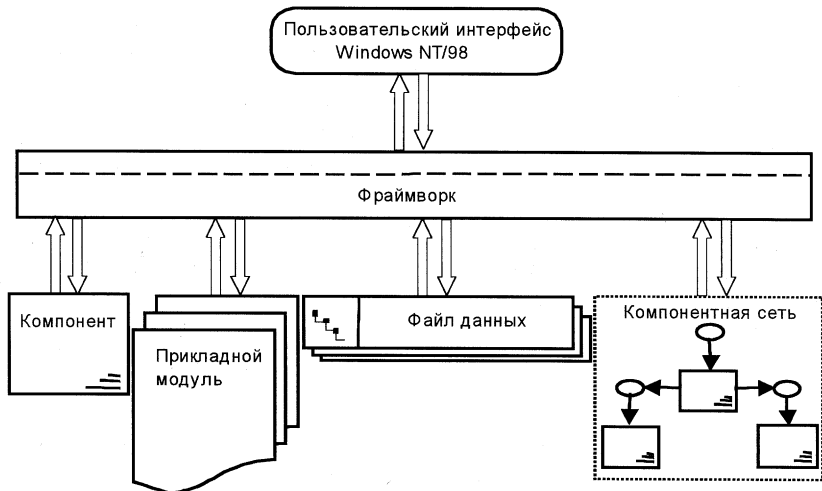 Пользовательский интерфейс
Windows NT/98
Фраймворк
Компонент
Прикладной
модуль
Файл данных
Компонентная сеть